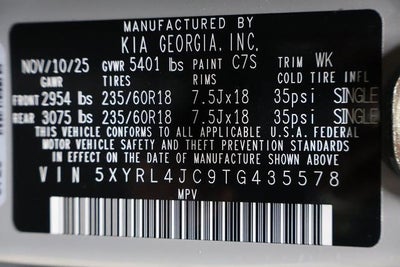 MANUFACTURED BY
KIA GEORGIA, INC.
NOV/10/25 GVWR 5401 lbs PAINT C7S TRIM WK
GAWR TIRES RIMS COLD TIRE INFL
FRONT 2954 lbs 235/60R18 7.5Jx18 35psi SINGLE
REAR 3075 lbs 235/60R18 7.5Jx18 35psi SINGLE
THIS VEHICLE CONFORMS TO ALL APPLICABLE U.S.A. FEDERAL
MOTOR VEHICLE SAFETY AND THEFT PREVENTION STANDARDS
IN EFFECT ON THE DATE OF MANUFACTURE SHOWN ABOVE
VIN 5XYRL4JC9TG435578
MPV